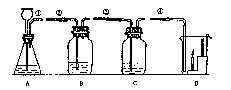 ① ② ③ ④
A B C D